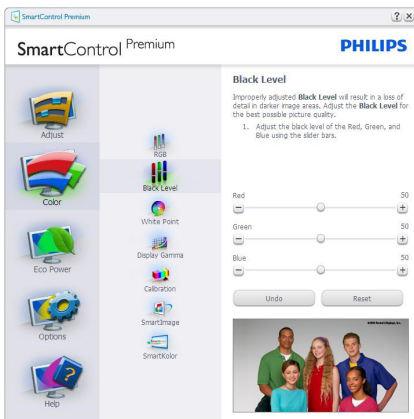 SmartControl Premium
? X
SmartControl Premium
PHILIPS
Adjust
Color
Eco Power
Options
Help
RGB
Black Level
White Point
Display Gamma
Calibration
SmartImage
SmartKolor
Black Level
Improperly adjusted Black Level will result in a loss of
detail in darker image areas. Adjust the Black Level for
the best possible picture quality.
1. Adjust the black level of the Red, Green, and
Blue using the slider bars.
Red 50
Green 50
Blue 50
Undo Reset